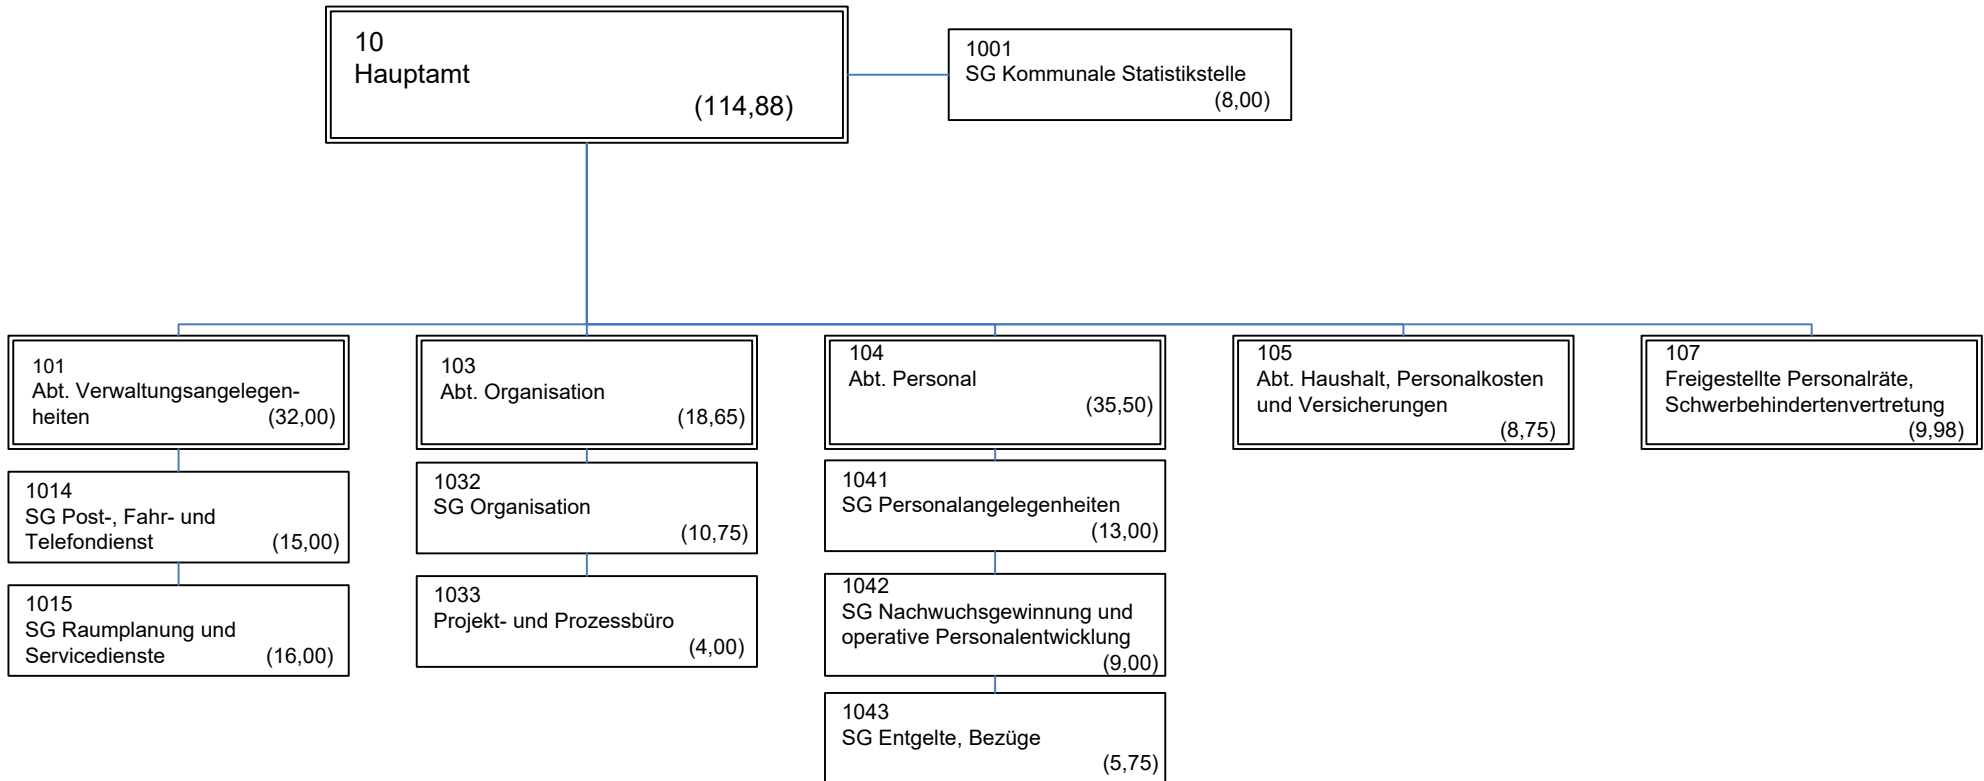 10
Hauptamt
(114,88)
1001
SG Kommunale Statistikstelle
(8,00)
101
Abt. Verwaltungsangelegen-
heiten (32,00)
103
Abt. Organisation
(18,65)
104
Abt. Personal
(35,50)
105
Abt. Haushalt, Personalkosten
und Versicherungen
(8,75)
107
Freigestellte Personalräte,
Schwerbehindertenvertretung
(9,98)
1014
SG Post-, Fahr- und
Telefondienst (15,00)
1015
SG Raumplanung und
Servicedienste (16,00)
1032
SG Organisation
(10,75)
1033
Projekt- und Prozessbüro
(4,00)
1041
SG Personalangelegenheiten
(13,00)
1042
SG Nachwuchsgewinnung und
operative Personalentwicklung
(9,00)
1043
SG Entgelte, Bezüge
(5,75)